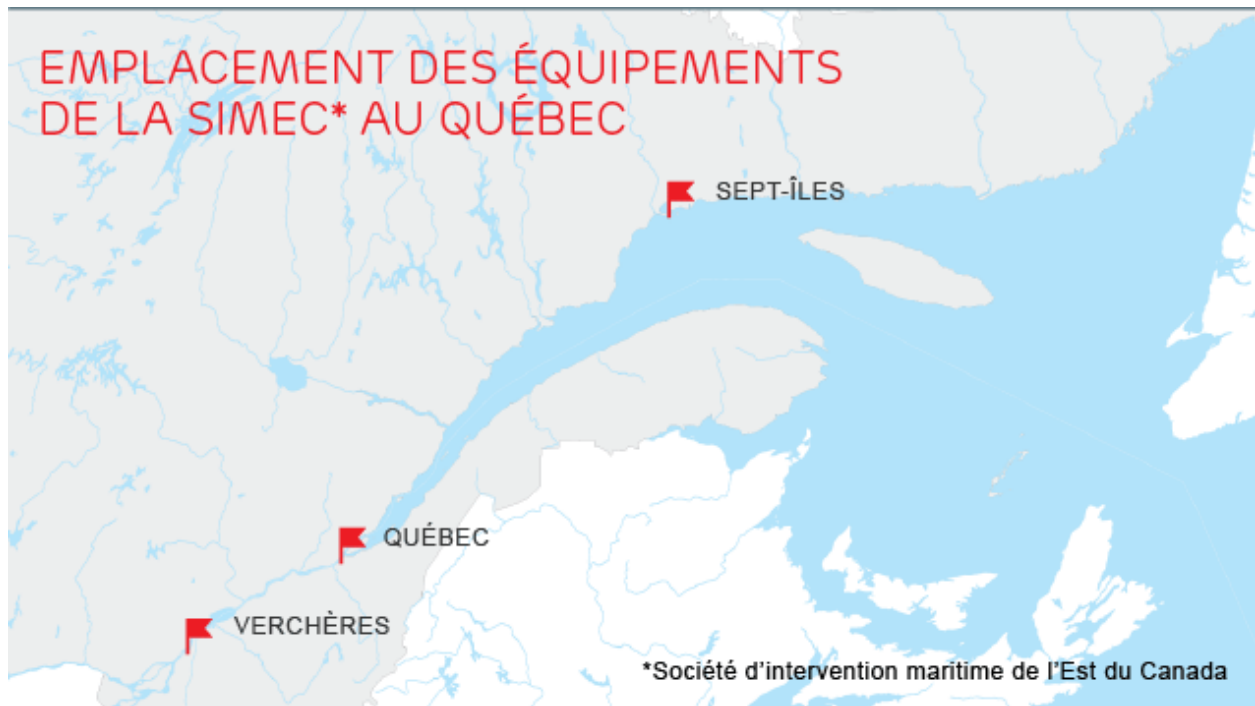 EMPLACEMENT DES ÉQUIPEMENTS
DE LA SIMEC* AU QUÉBEC
SEPT-ÎLES
QUÉBEC
VERCHÈRES
*Société d'intervention maritime de l'Est du Canada